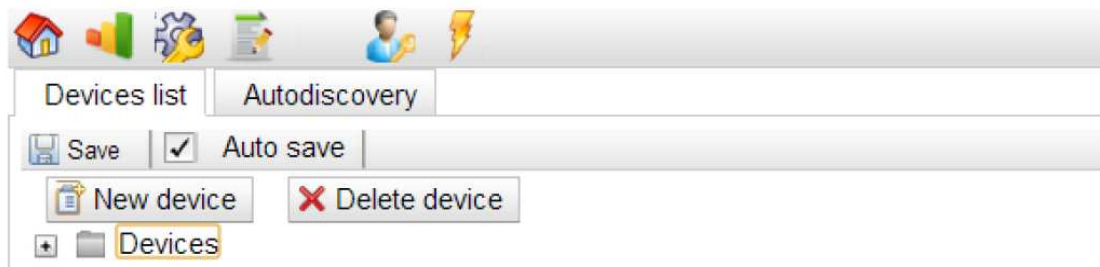 Devices list Autodiscovery
Save Auto save
New device Delete device
Devices